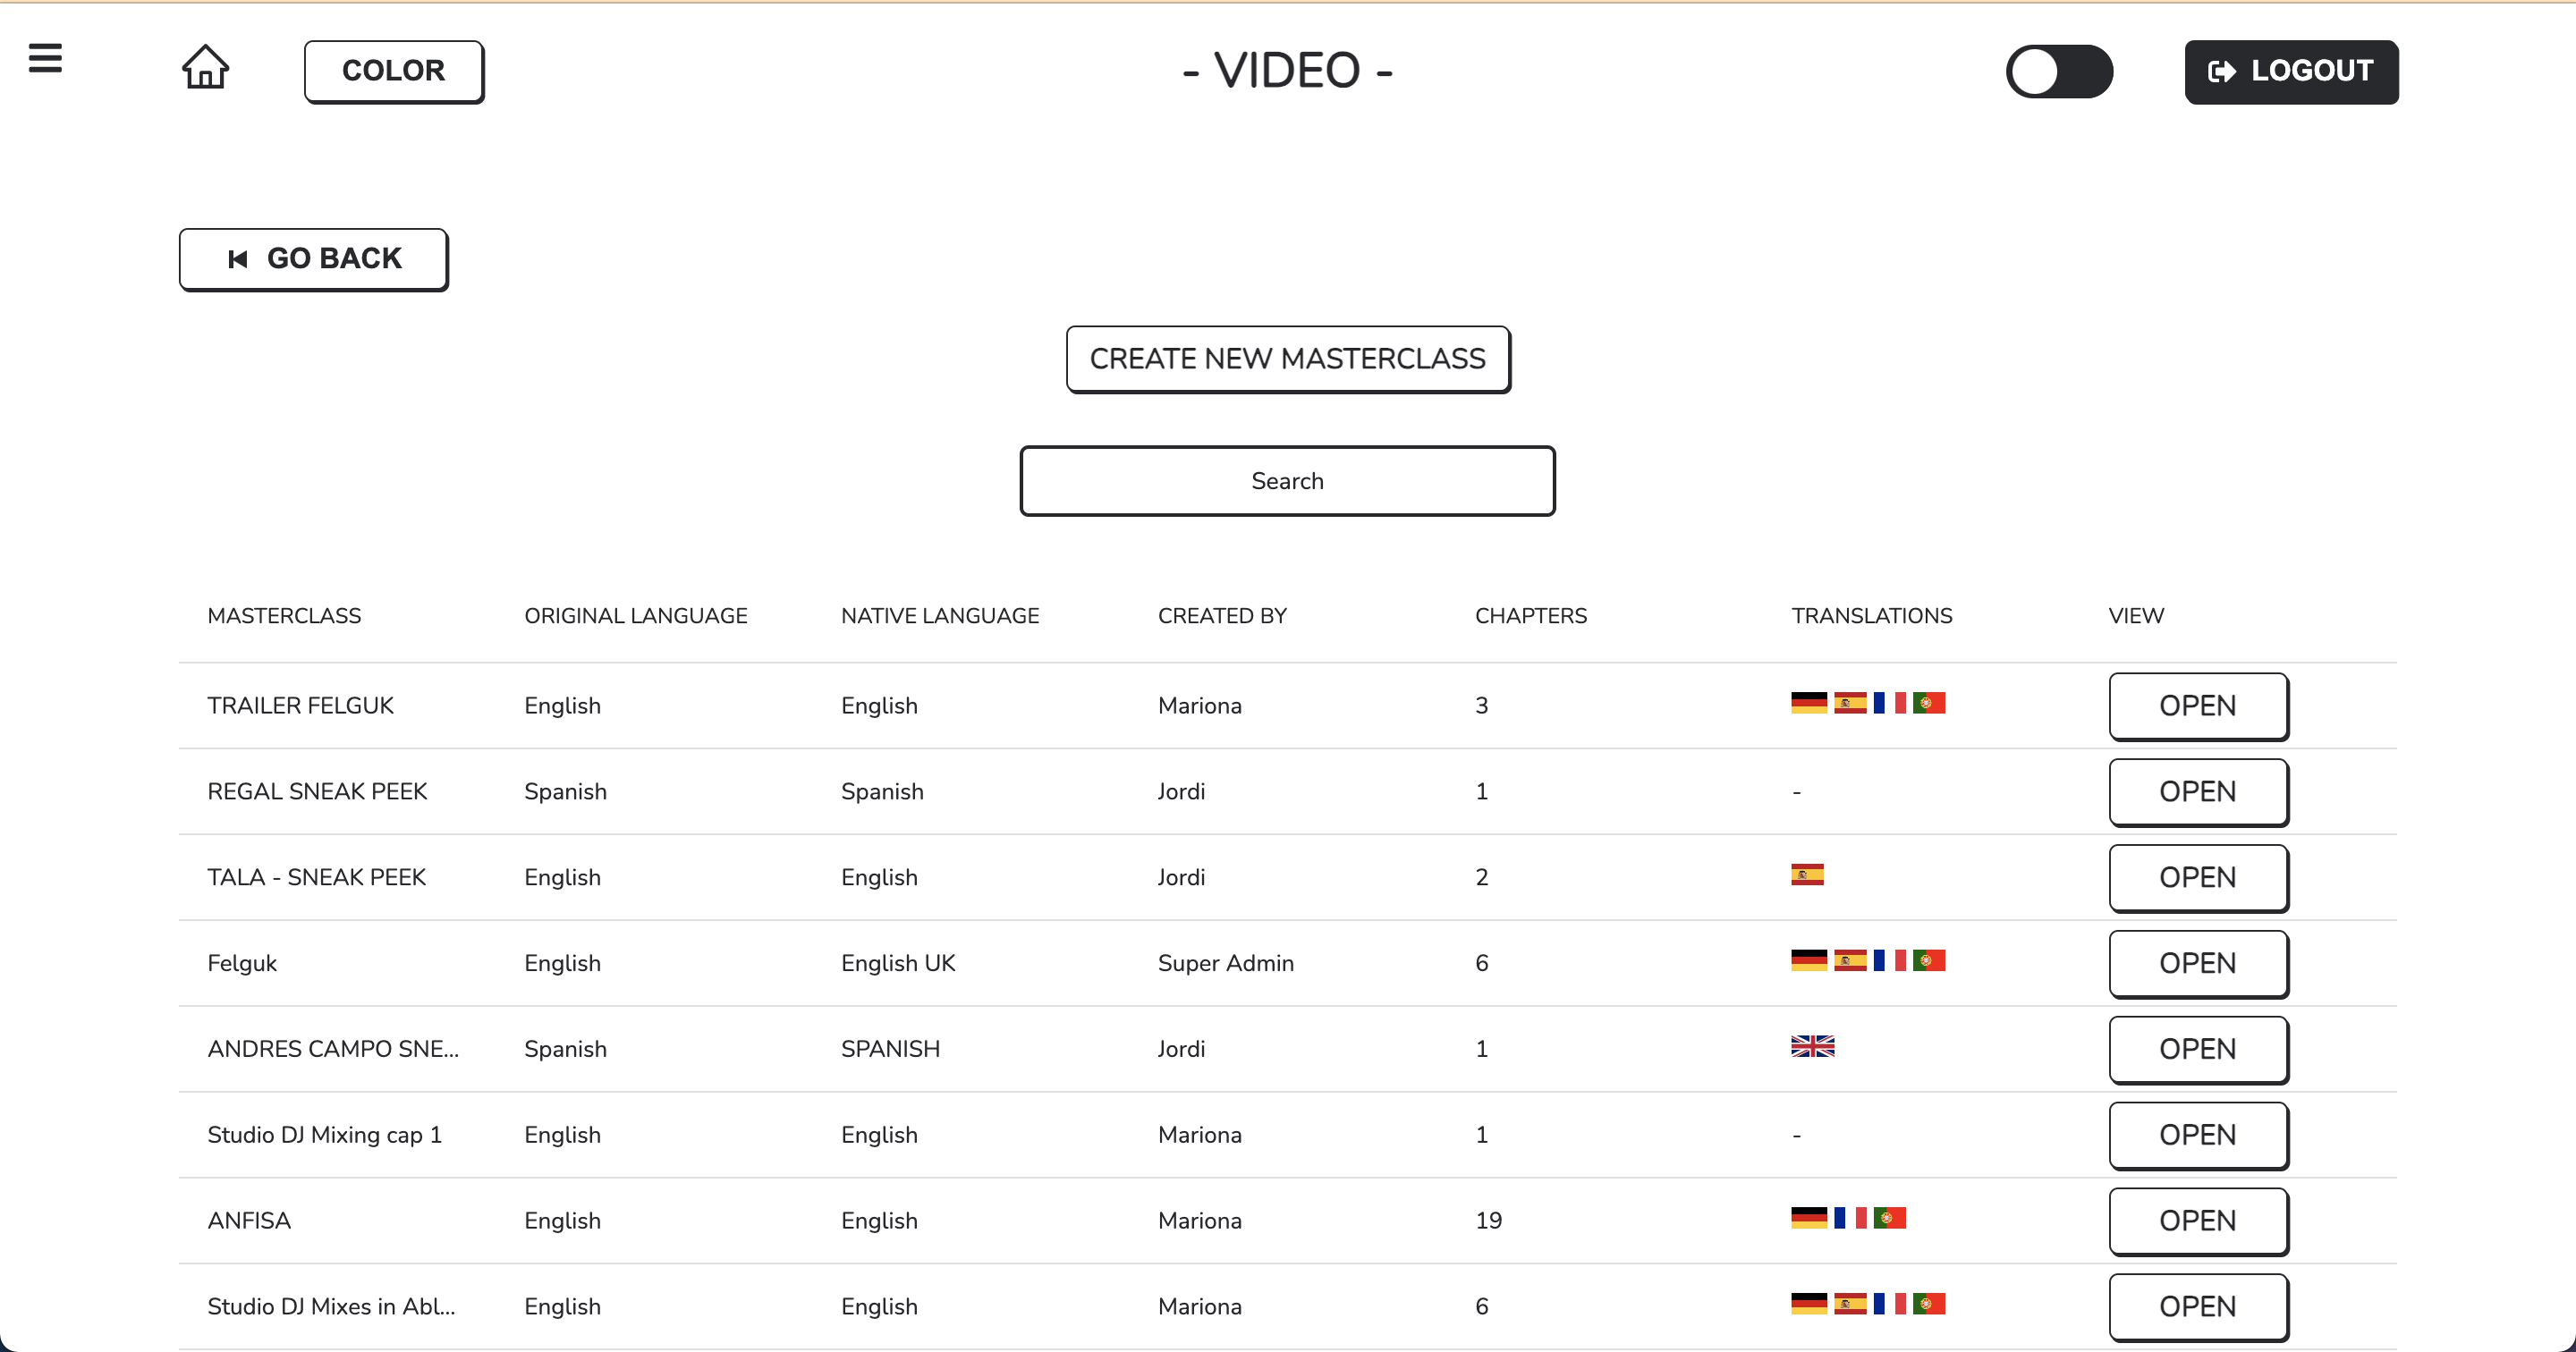 COLOR
- VIDEO -
LOGOUT
GO BACK
CREATE NEW MASTERCLASS
Search
MASTERCLASS ORIGINAL LANGUAGE NATIVE LANGUAGE CREATED BY CHAPTERS TRANSLATIONS VIEW
TRAILER FELGUK English English Mariona 3 OPEN
REGAL SNEAK PEEK Spanish Spanish Jordi 1 - OPEN
TALA - SNEAK PEEK English English Jordi 2 OPEN
Felguk English English UK Super Admin 6 OPEN
ANDRES CAMPO SNE... Spanish SPANISH Jordi 1 OPEN
Studio DJ Mixing cap 1 English English Mariona 1 - OPEN
ANFISA English English Mariona 19 OPEN
Studio DJ Mixes in Abl... English English Mariona 6 OPEN